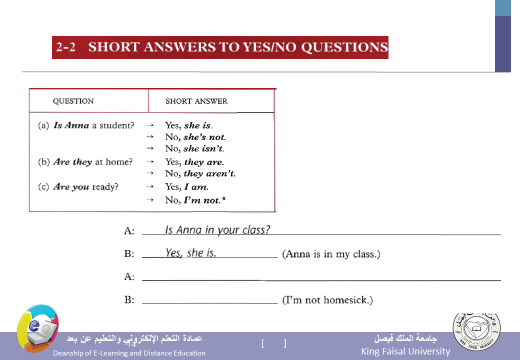 2-2 SHORT ANSWERS TO YES/NO QUESTIONS
QUESTION SHORT ANSWER
(a) Is Anna a student? → Yes, she is.
→ No, she's not.
→ No, she isn't.
(b) Are they at home? → Yes, they are.
→ No, they aren't.
(c) Are you ready? → Yes, I am.
→ No, I'm not.*
A: Is Anna in your class?
B: Yes, she is. (Anna is in my class.)
A:
B: (I'm not homesick.)
عمادة التعلم الإلكتروني والتعليم عن بعد
Deanship of E-Learning and Distance Education
[ ]
جامعة الملك فيصل
King Faisal University